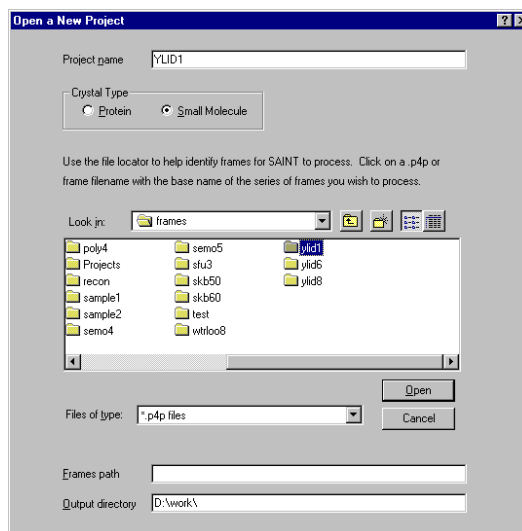 Open a New Project
Project name YLID1
Crystal Type
Protein Small Molecule
Use the file locator to help identify frames for SAINT to process. Click on a .p4p or
frame filename with the base name of the series of frames you wish to process.
Look in: frames
poly4 semo5 ylid1
Projects sfu3 ylid6
recon skb50 ylid8
sample1 skb60
sample2 test
semo4 wtrloo8
Open
Files of type: *.p4p files Cancel
Frames path
Output directory D:\work\